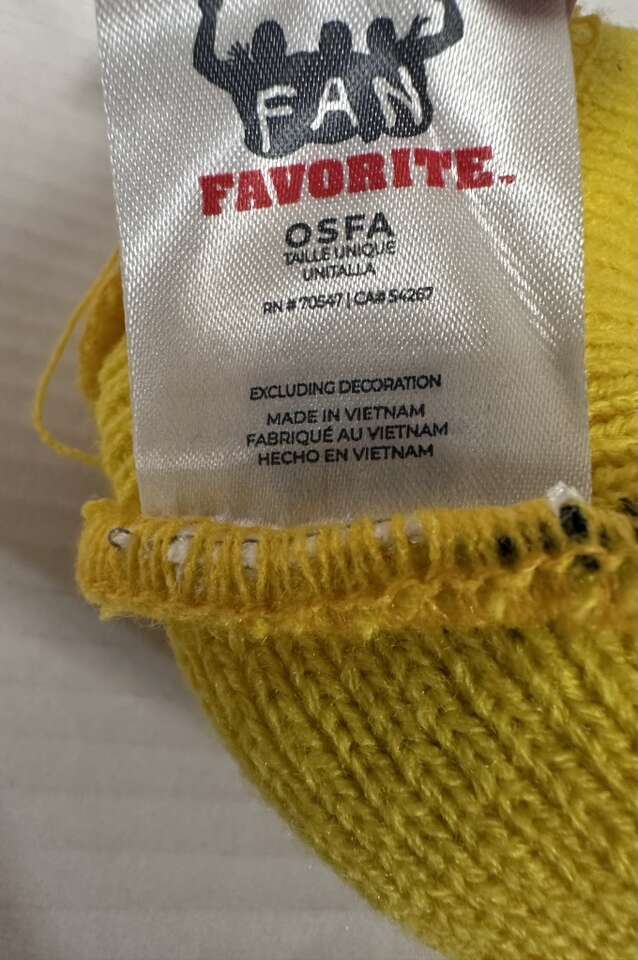 FAN
FAVORITE™
OSFA
TAILLE UNIQUE
UNITALLA
RN # 70547 | CA# 54267
EXCLUDING DECORATION
MADE IN VIETNAM
FABRIQUÉ AU VIETNAM
HECHO EN VIETNAM